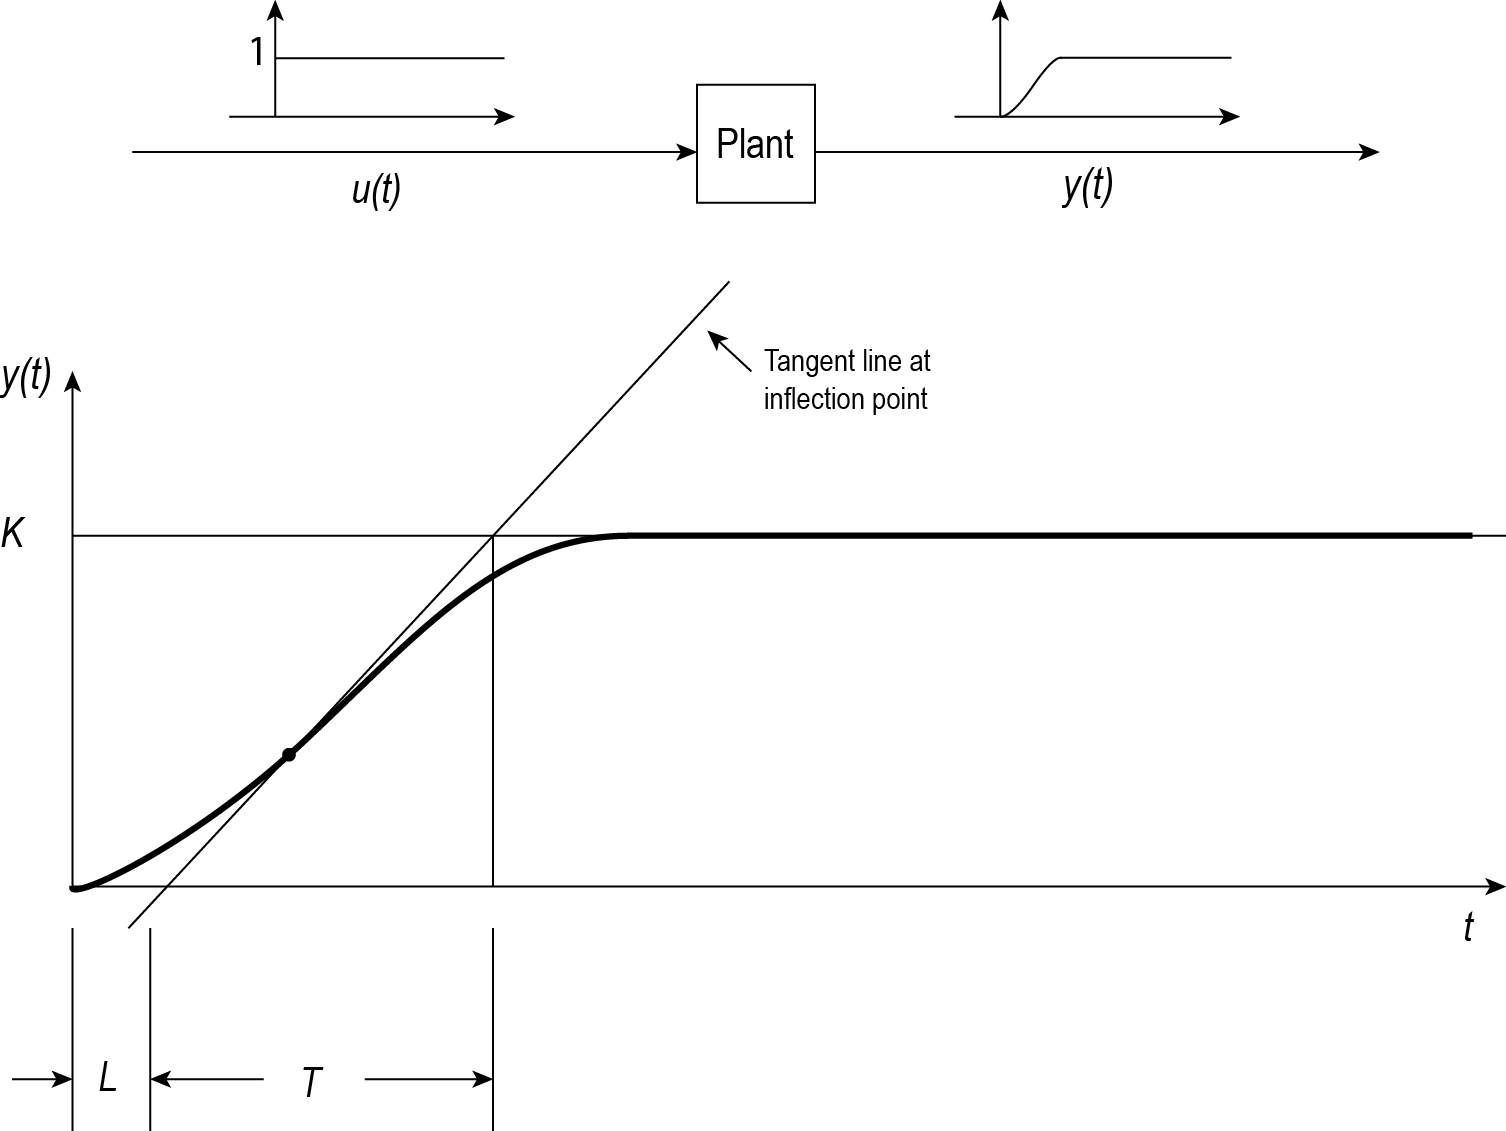 1
Plant
u(t)
y(t)
Tangent line at
inflection point
y(t)
K
t
L
T